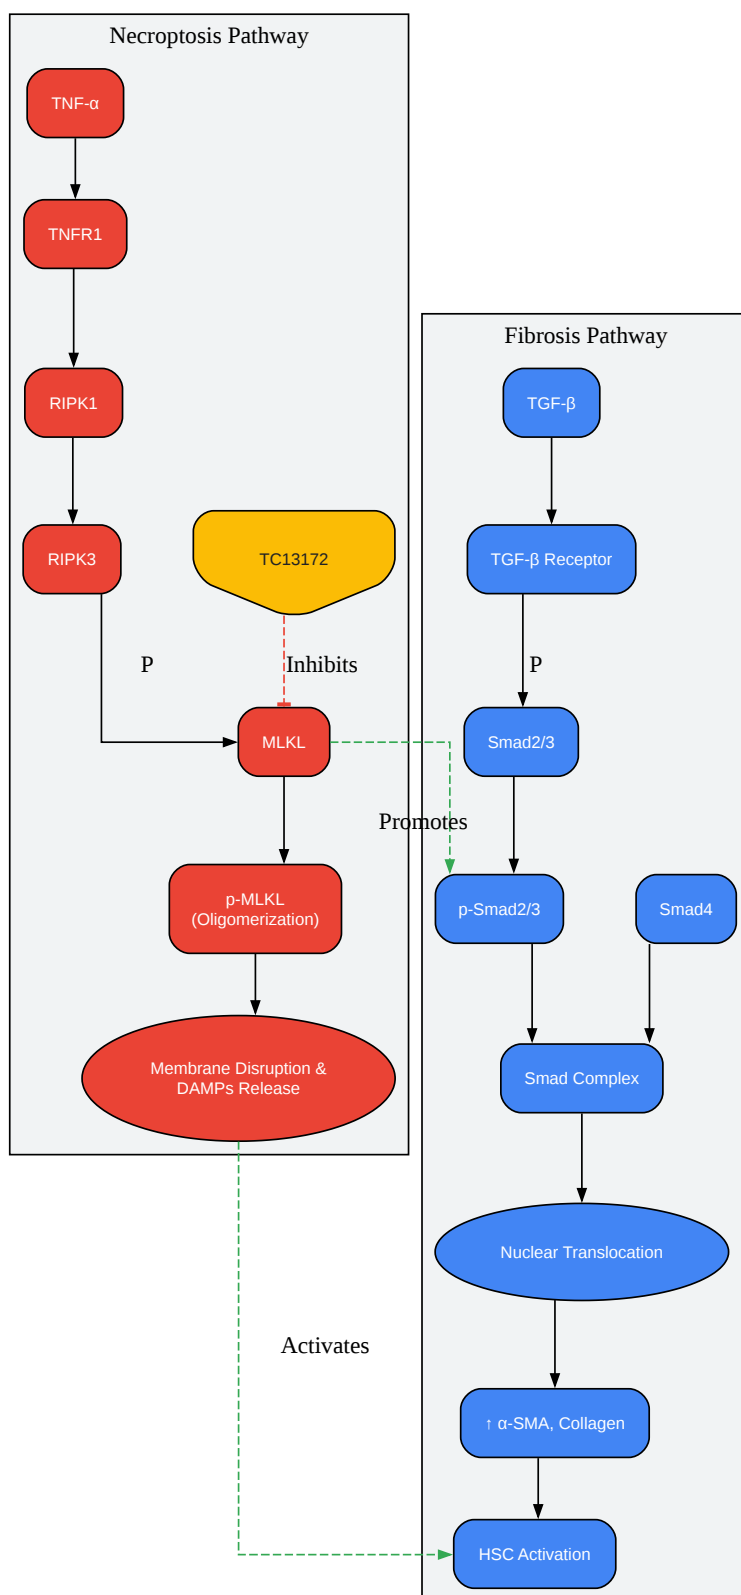 Necroptosis Pathway
TNF-α
TNFR1
RIPK1
RIPK3
TC13172
P
Inhibits
MLKL
p-MLKL
(Oligomerization)
Membrane Disruption &
DAMPs Release
Promotes
Activates
Fibrosis Pathway
TGF-β
TGF-β Receptor
P
Smad2/3
p-Smad2/3
Smad4
Smad Complex
Nuclear Translocation
↑ α-SMA, Collagen
HSC Activation